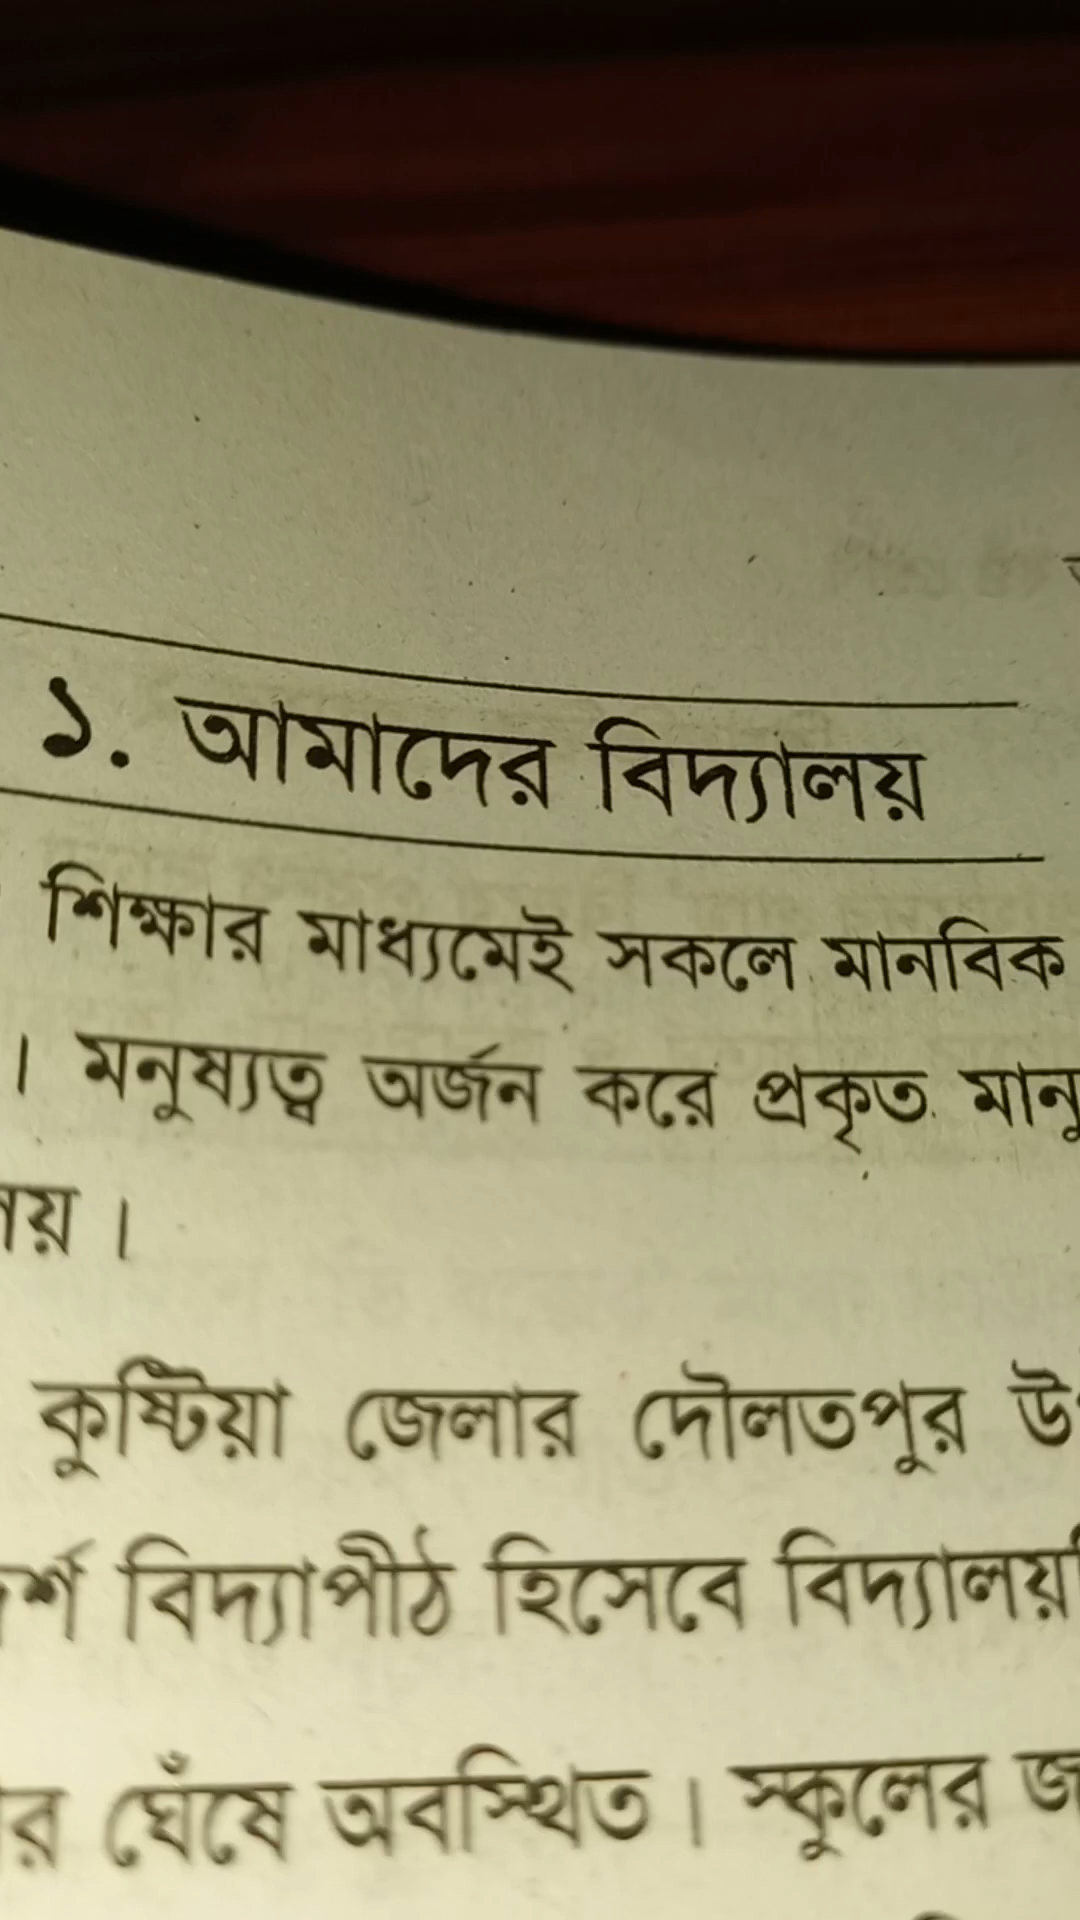 ১. আমাদের বিদ্যালয়
শিক্ষার মাধ্যমেই সকলে মানবিক
। মনুষ্যত্ব অর্জন করে প্রকৃত
।
কুষ্টিয়া জেলার দৌলতপুর
বিদ্যাপীঠ হিসেবে
ঘেঁষে অবস্থিত। স্কুলের